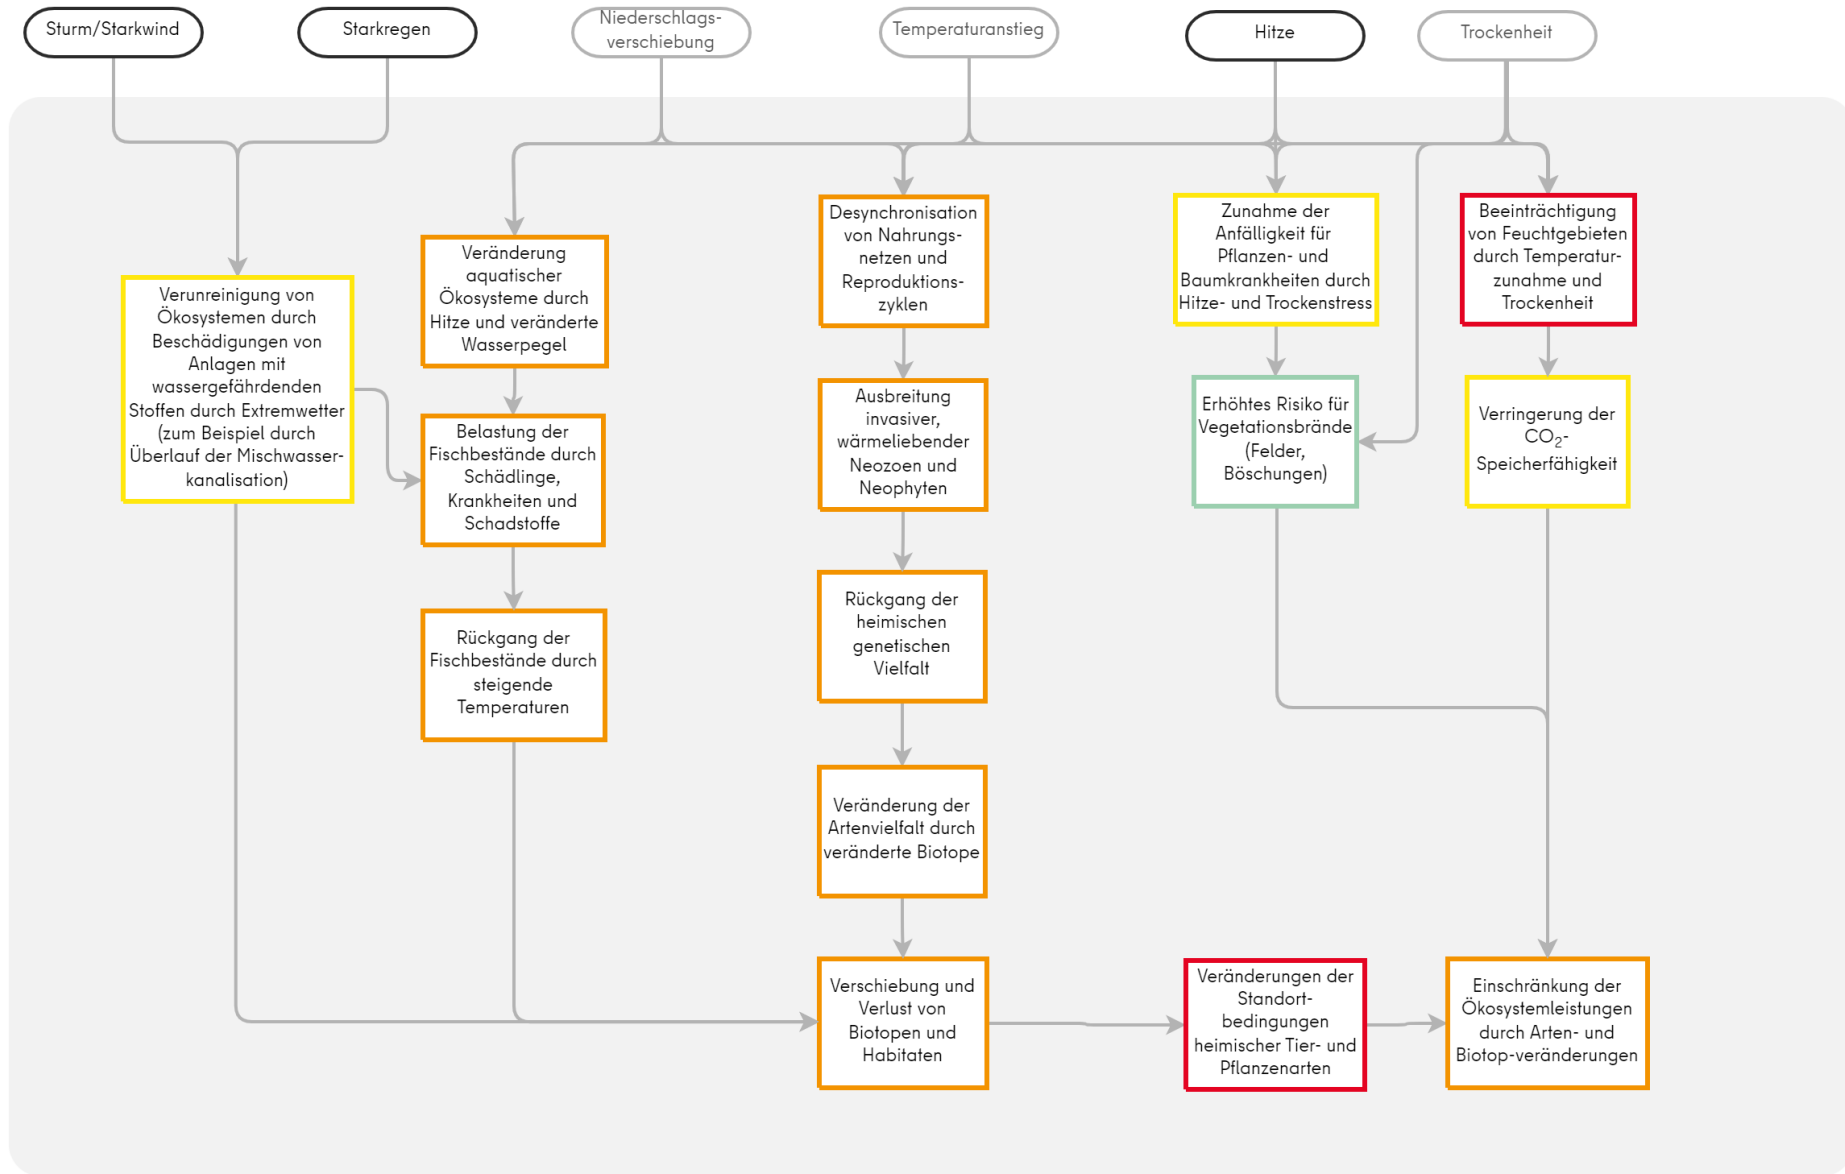 Sturm/Starkwind
Starkregen
Niederschlags-
verschiebung
Temperaturanstieg
Hitze
Trockenheit
Verunreinigung von
Ökosystemen durch
Beschädigungen von
Anlagen mit
wassergefährdenden
Stoffen durch Extremwetter
(zum Beispiel durch
Überlauf der Mischwasser-
kanalisation)
Veränderung
aquatischer
Ökosysteme durch
Hitze und veränderte
Wasserpegel
Belastung der
Fischbestände durch
Schädlinge,
Krankheiten und
Schadstoffe
Rückgang der
Fischbestände durch
steigende
Temperaturen
Desynchronisation
von Nahrungs-
netzen und
Reproduktions-
zyklen
Ausbreitung
invasiver,
wärmeliebender
Neozoen und
Neophyten
Rückgang der
heimischen
genetischen
Vielfalt
Veränderung der
Artenvielfalt durch
veränderte Biotope
Verschiebung und
Verlust von
Biotopen und
Habitaten
Zunahme der
Anfälligkeit für
Pflanzen- und
Baumkrankheiten durch
Hitze- und Trockenstress
Erhöhtes Risiko für
Vegetationsbrände
(Felder,
Böschungen)
Veränderungen der
Standort-
bedingungen
heimischer Tier- und
Pflanzenarten
Beeinträchtigung
von Feuchtgebieten
durch Temperatur-
zunahme und
Trockenheit
Verringerung der
CO₂-
Speicherfähigkeit
Einschränkung der
Ökosystemleistungen
durch Arten- und
Biotop-veränderungen